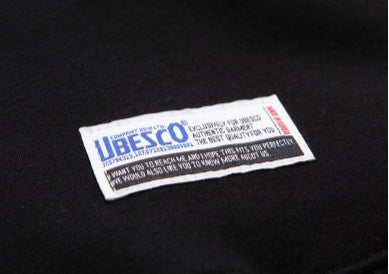 UBESCO®
EXCLUSIVELY FOR UBESCO
AUTHENTIC GARMENT
THE BEST QUALITY FOR YOU
I WANT YOU TO REACH ME AND I HOPE THIS FITS YOU PERFECTLY
WE WOULD ALSO LIKE YOU TO KNOW MORE ABOUT US.